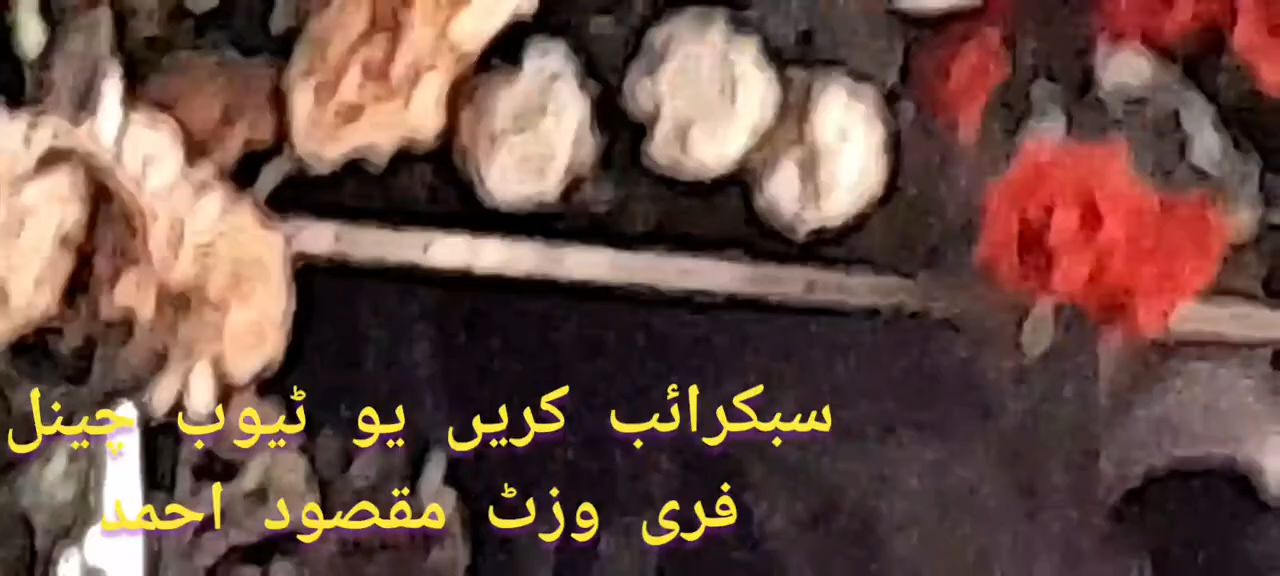 سبکرائب کریں یو ٹیوب چینل
فری وزٹ مقصود احمد